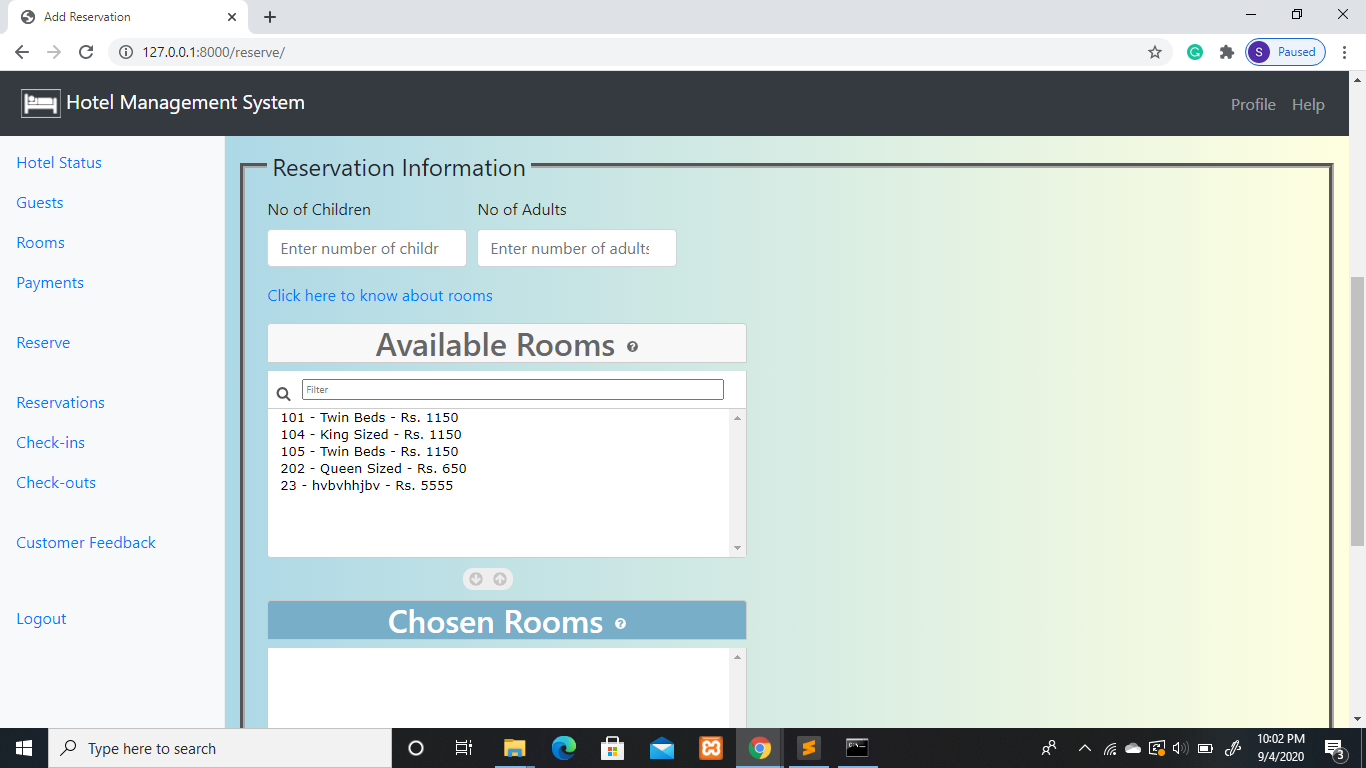 Add Reservation
127.0.0.1:8000/reserve/
S Paused
Hotel Management System
Profile Help
Hotel Status
Guests
Rooms
Payments
Reserve
Reservations
Check-ins
Check-outs
Customer Feedback
Logout
Reservation Information
No of Children No of Adults
Enter number of childr Enter number of adults
Click here to know about rooms
Available Rooms ?
Filter
101 - Twin Beds - Rs. 1150
104 - King Sized - Rs. 1150
105 - Twin Beds - Rs. 1150
202 - Queen Sized - Rs. 650
23 - hvbvhhjbv - Rs. 5555
Chosen Rooms ?
Type here to search
10:02 PM
9/4/2020
3